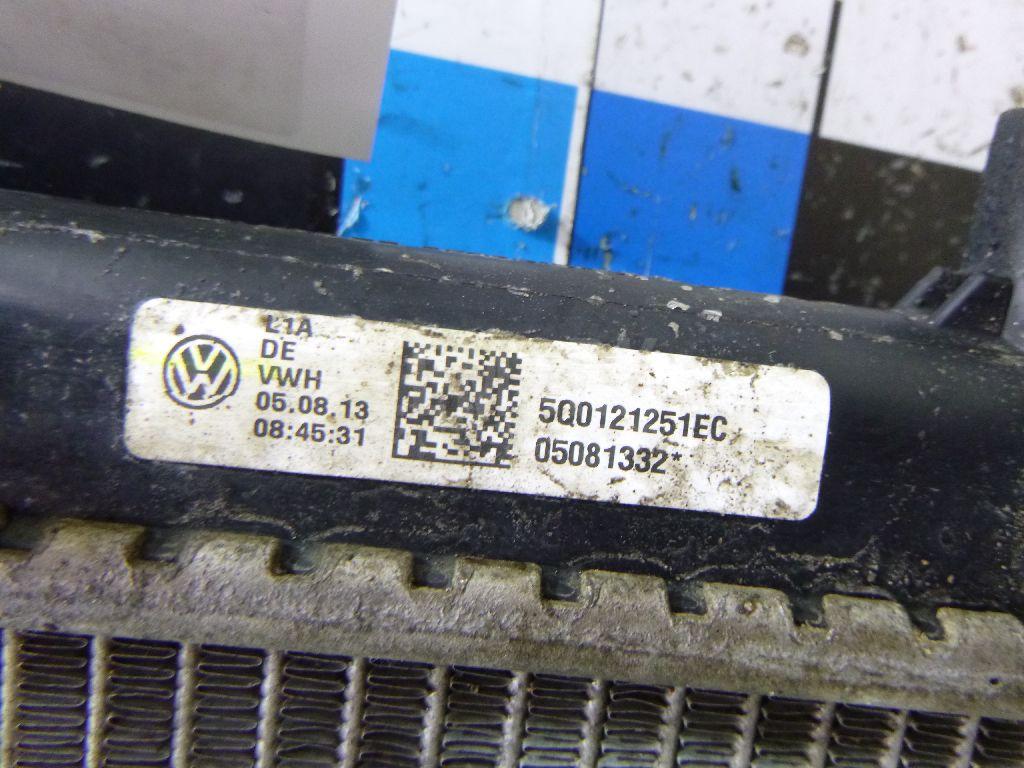 L1A
DE
VWH
05.08.13
08:45:31
5Q0121251EC
05081332*